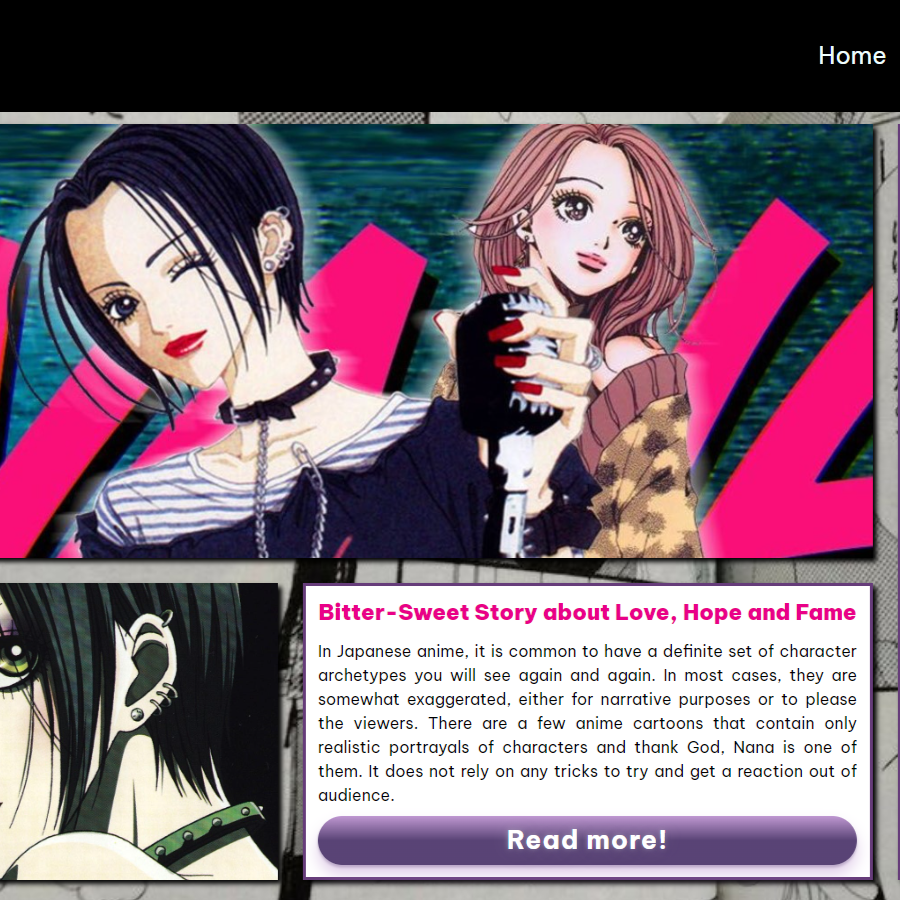 Home
Bitter-Sweet Story about Love, Hope and Fame
In Japanese anime, it is common to have a definite set of character
archetypes you will see again and again. In most cases, they are
somewhat exaggerated, either for narrative purposes or to please
the viewers. There are a few anime cartoons that contain only
realistic portrayals of characters and thank God, Nana is one of
them. It does not rely on any tricks to try and get a reaction out of
audience.
Read more!